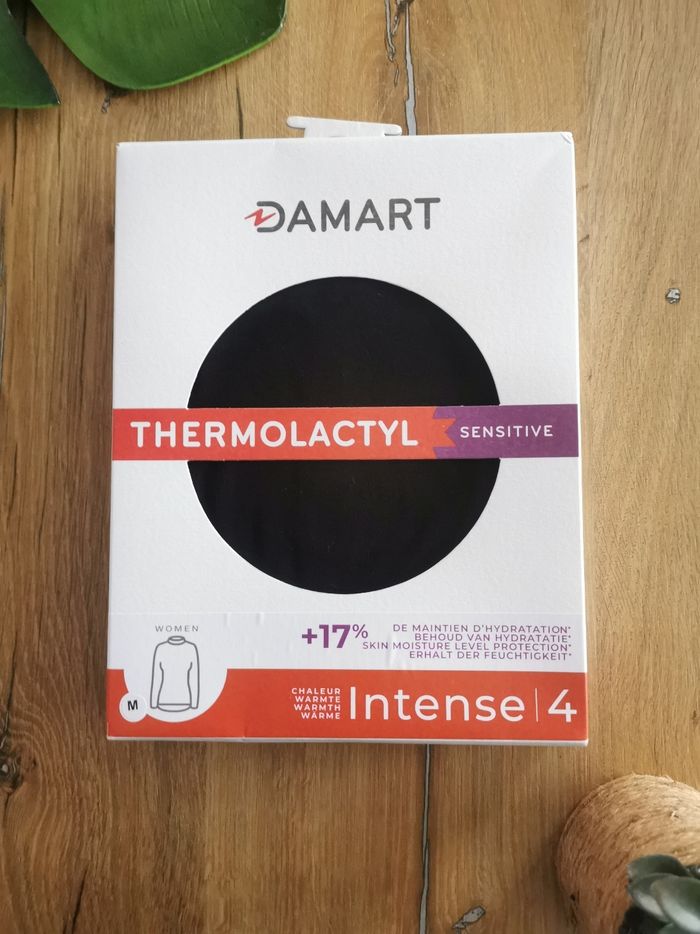 DAMART
THERMOLACTYL
SENSITIVE
WOMEN
M
+17%
DE MAINTIEN D'HYDRATATION*
BEHOUD VAN HYDRATATIE*
SKIN MOISTURE LEVEL PROTECTION*
ERHALT DER FEUCHTIGKEIT*
CHALEUR
WARMTE
WARMTH
WÄRME
Intense | 4